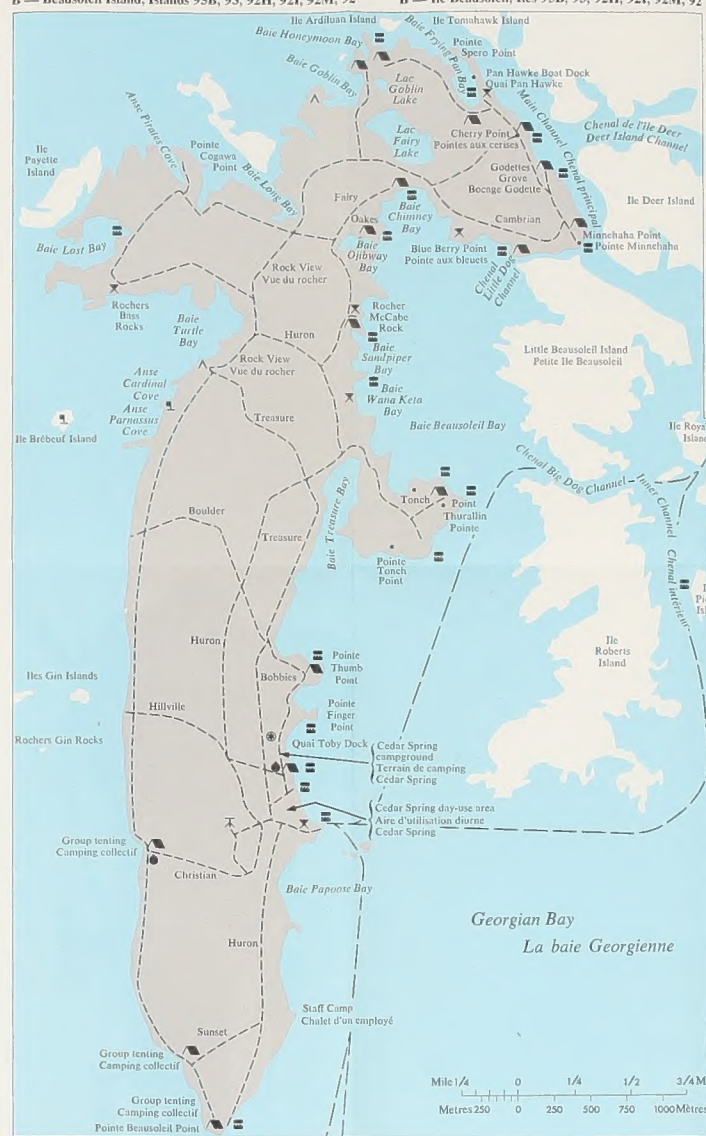 B — Beausoleil Island, Islands 95B, 95, 92H, 92I, 92M, 92
B — Ile Beausoleil, Iles 95B, 95, 92H, 92I, 92M, 92
Ile Ardiluan Island
Ile Tomahawk Island
Baie Honeymoon Bay
Baie Frying Pan Bay
Pointe
Spero Point
Baie Goblin Bay
Lac
Goblin
Lake
Pan Hawke Boat Dock
Quai Pan Hawke
Main Channel Chenal principal
Chenal de l'île Deer
Deer Island Channel
Anse Pirates Cove
Pointe
Cogawa
Point
Ile
Payette
Island
Lac
Fairy
Lake
Cherry Point
Pointes aux cerises
Godettes
Grove
Bocage Godette
Ile Deer Island
Baie Long Bay
Fairy
Baie
Chimney
Bay
Cambrian
Minnehaha Point
Pointe Minnehaha
Oakes
Baie
Ojibway
Bay
Blue Berry Point
Pointe aux bleuets
Chenal
Little Dog
Channel
Baie Lost Bay
Rock View
Vue du rocher
Rochers
Bass
Rocks
Baie
Turtle
Bay
Rocher
McCabe
Rock
Huron
Baie
Sandpiper
Bay
Little Beausoleil Island
Petite Ile Beausoleil
Rock View
Vue du rocher
Anse
Cardinal
Cove
Anse
Parnassus
Cove
Baie
Wana Keta
Bay
Treasure
Baie Beausoleil Bay
Ile Brébeuf Island
Ile Roya
Island
Chenal Big Dog Channel
Inner Channel
Chenal intérieur
Baie Treasure Bay
Tonch
Point
Thurallin
Pointe
Boulder
Treasure
Pointe
Tonch
Point
Huron
Ile
Roberts
Island
Pointe
Thumb
Point
Bobbies
Iles Gin Islands
Hillville
Pointe
Finger
Point
Rochers Gin Rocks
Quai Toby Dock
Cedar Spring
campground
Terrain de camping
Cedar Spring
Cedar Spring day-use area
Aire d'utilisation diurne
Cedar Spring
Group tenting
Camping collectif
Christian
Baie Papoose Bay
Georgian Bay
La baie Georgienne
Huron
Staff Camp
Chalet d'un employé
Sunset
Group tenting
Camping collectif
Group tenting
Camping collectif
Pointe Beausoleil Point
Mile 1/4 0 1/4 1/2 3/4 M
Metres 250 0 250 500 750 1000 Mètres